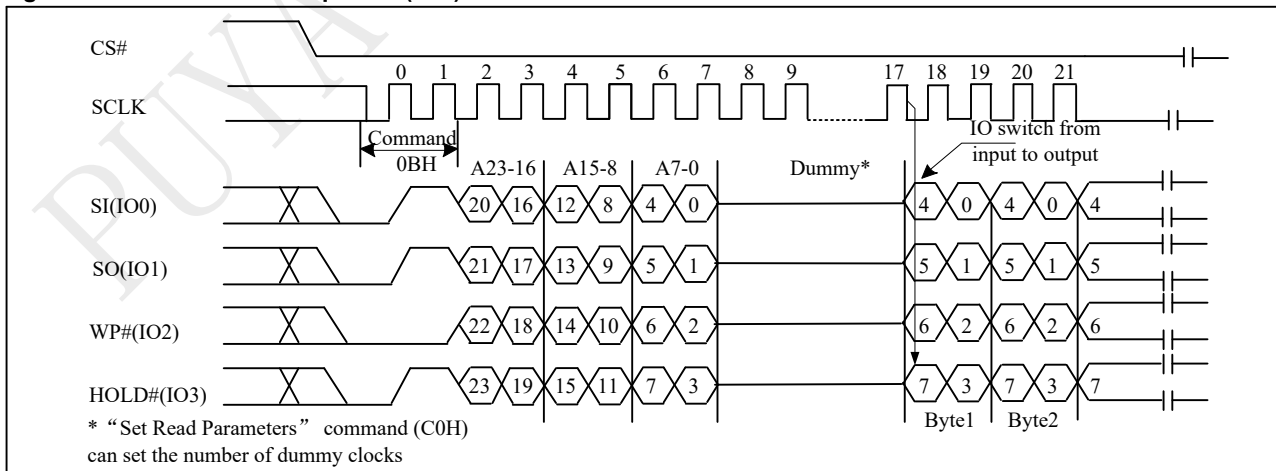 PUYA
CS#
0 1 2 3 4 5 6 7 8 9 17 18 19 20 21
SCLK
Command
0BH
IO switch from
input to output
A23-16 A15-8 A7-0 Dummy*
SI(IO0) 20 16 12 8 4 0 4 0 4 0 4
SO(IO1) 21 17 13 9 5 1 5 1 5 1 5
WP#(IO2) 22 18 14 10 6 2 6 2 6 2 6
HOLD#(IO3) 23 19 15 11 7 3 7 3 7 3 7
Byte1 Byte2
* “Set Read Parameters” command (C0H)
can set the number of dummy clocks